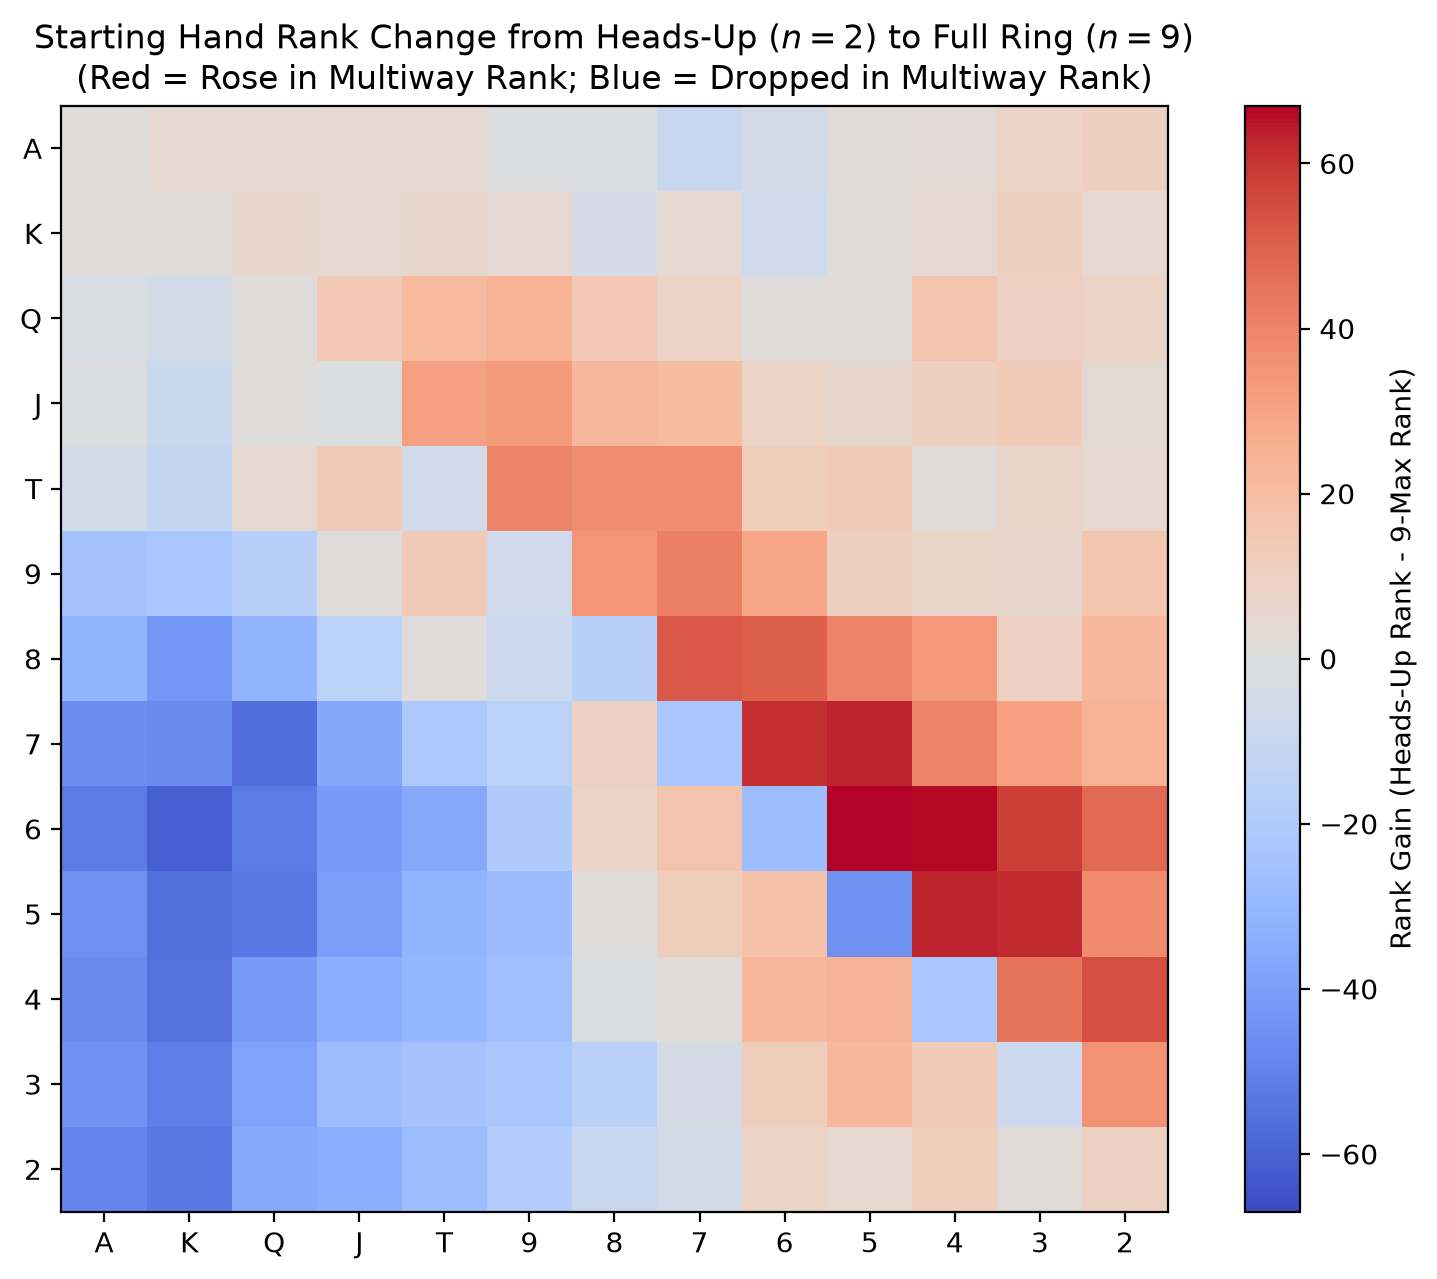 Starting Hand Rank Change from Heads-Up (n = 2) to Full Ring (n = 9)
(Red = Rose in Multiway Rank; Blue = Dropped in Multiway Rank)
A
K
Q
J
T
9
8
7
6
5
4
3
2
A K Q J T 9 8 7 6 5 4 3 2
60
40
20
0
−20
−40
−60
Rank Gain (Heads-Up Rank - 9-Max Rank)